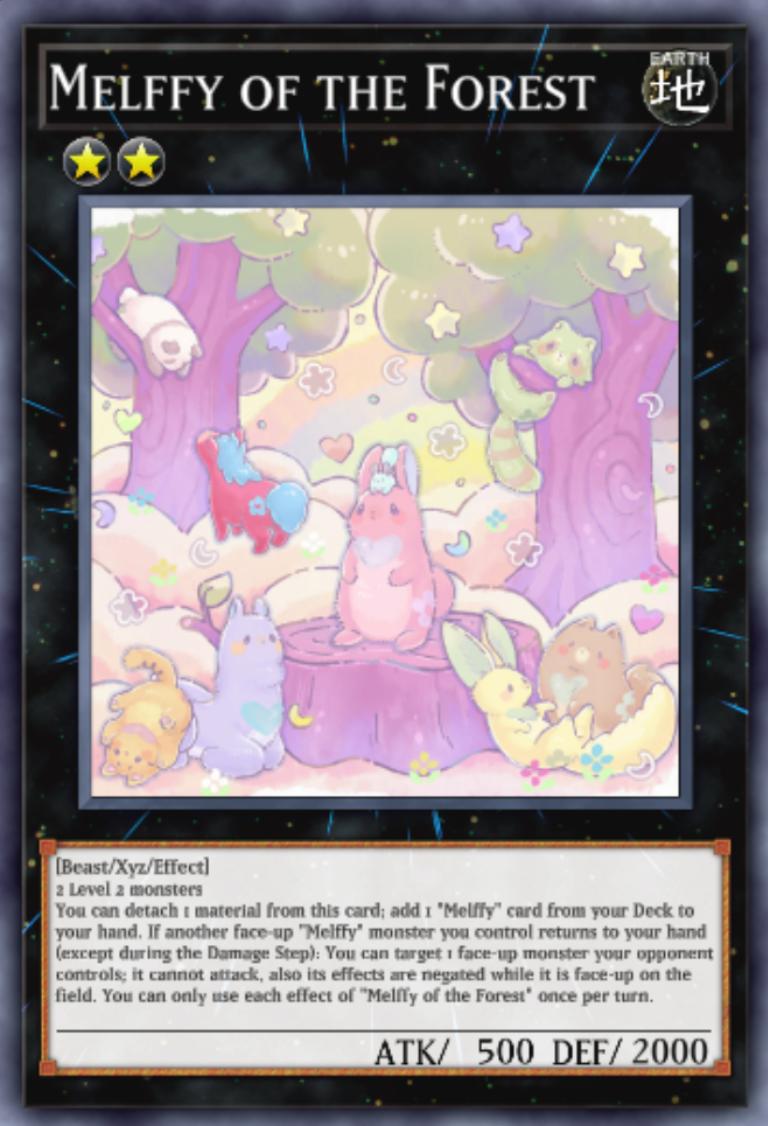 Melffy of the Forest
EARTH
地
[Beast/Xyz/Effect]
2 Level 2 monsters
You can detach 1 material from this card; add 1 "Melffy" card from your Deck to
your hand. If another face-up "Melffy" monster you control returns to your hand
(except during the Damage Step): You can target 1 face-up monster your opponent
controls; it cannot attack, also its effects are negated while it is face-up on the
field. You can only use each effect of "Melffy of the Forest" once per turn.
ATK/ 500 DEF/ 2000